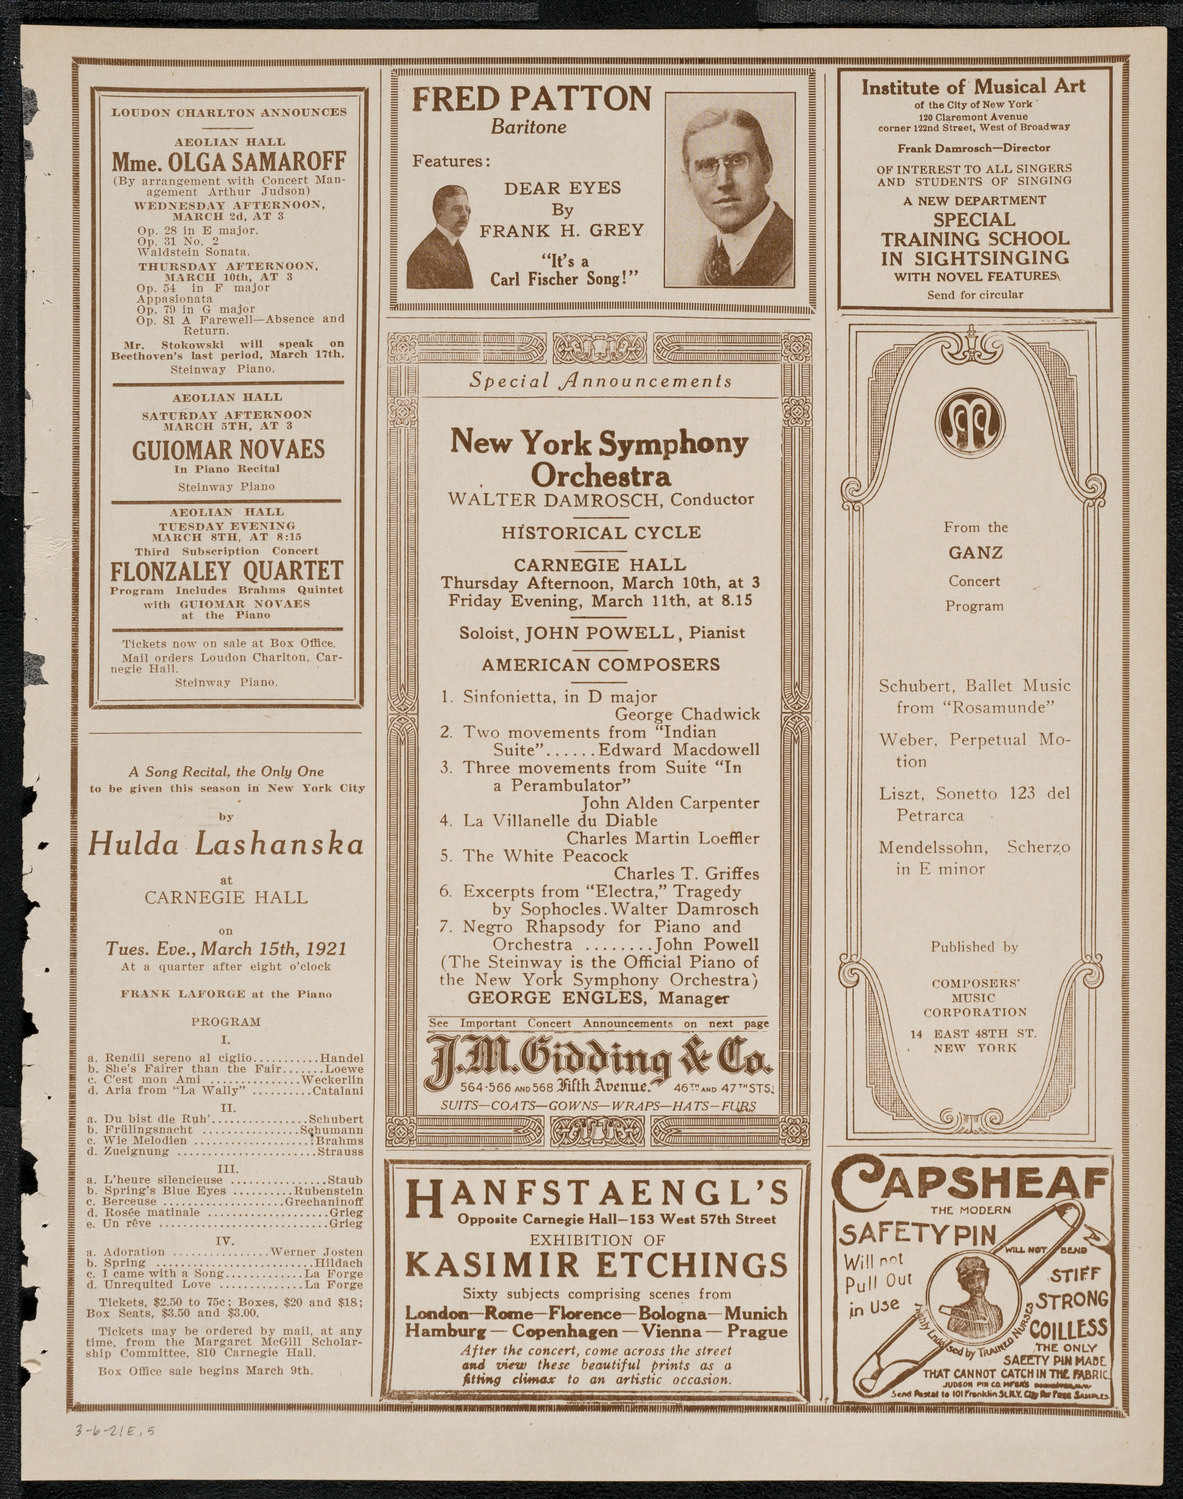 LOUDON CHARLTON ANNOUNCES
AEOLIAN HALL
Mme. OLGA SAMAROFF
(By arrangement with Concert Man-
agement Arthur Judson)
WEDNESDAY AFTERNOON,
MARCH 2d, AT 3
Op. 28 in E major.
Op. 31 No. 2
Waldstein Sonata.
THURSDAY AFTERNOON,
MARCH 10th, AT 3
Op. 54 in F major
Appasionata
Op. 79 in G major
Op. 81 A Farewell—Absence and
Return.
Mr. Stokowski will speak on
Beethoven's last period, March 17th.
Steinway Piano.
AEOLIAN HALL
SATURDAY AFTERNOON
MARCH 5TH, AT 3
GUIOMAR NOVAES
In Piano Recital
Steinway Piano
AEOLIAN HALL
TUESDAY EVENING
MARCH 8TH, AT 8:15
Third Subscription Concert
FLONZALEY QUARTET
Program Includes Brahms Quintet
with GUIOMAR NOVAES
at the Piano
Tickets now on sale at Box Office.
Mail orders Loudon Charlton, Car-
negie Hall.
Steinway Piano.
A Song Recital, the Only One
to be given this season in New York City
by
Hulda Lashanska
at
CARNEGIE HALL
on
Tues. Eve., March 15th, 1921
At a quarter after eight o'clock
FRANK LAFORGE at the Piano
PROGRAM
I.
a. Rendil sereno al ciglio..........Handel
b. She's Fairer than the Fair.......Loewe
c. C'est mon Ami ..............Weckerlin
d. Aria from "La Wally" ..........Catalani
II.
a. Du bist die Ruh'................Schubert
b. Frülingsnacht ................Schumann
c. Wie Melodien ...................Brahms
d. Zueignung ......................Strauss
III.
a. L'heure silencieuse ................Staub
b. Spring's Blue Eyes ..........Rubenstein
c. Berceuse ...................Grechaninoff
d. Rosée matinale ....................Grieg
e. Un rêve ..........................Grieg
IV.
a. Adoration ................Werner Josten
b. Spring ..........................Hildach
c. I came with a Song.............La Forge
d. Unrequited Love ..............La Forge
Tickets, $2.50 to 75c; Boxes, $20 and $18;
Box Seats, $3.50 and $3.00.
Tickets may be ordered by mail, at any
time, from the Margaret McGill Scholar-
ship Committee, 810 Carnegie Hall.
Box Office sale begins March 9th.
FRED PATTON
Baritone
Features:
DEAR EYES
By
FRANK H. GREY
"It's a
Carl Fischer Song!"
Special Announcements
New York Symphony
Orchestra
WALTER DAMROSCH, Conductor
HISTORICAL CYCLE
CARNEGIE HALL
Thursday Afternoon, March 10th, at 3
Friday Evening, March 11th, at 8.15
Soloist, JOHN POWELL, Pianist
AMERICAN COMPOSERS
1. Sinfonietta, in D major
George Chadwick
2. Two movements from "Indian
Suite"......Edward Macdowell
3. Three movements from Suite "In
a Perambulator"
John Alden Carpenter
4. La Villanelle du Diable
Charles Martin Loeffler
5. The White Peacock
Charles T. Griffes
6. Excerpts from "Electra," Tragedy
by Sophocles. Walter Damrosch
7. Negro Rhapsody for Piano and
Orchestra ........John Powell
(The Steinway is the Official Piano of
the New York Symphony Orchestra)
GEORGE ENGLES, Manager
See Important Concert Announcements on next page
J.M. Gidding & Co.
564-566 AND 568 Fifth Avenue. 46TH AND 47TH STS.
SUITS—COATS—GOWNS—WRAPS—HATS—FURS
HANFSTAENGL'S
Opposite Carnegie Hall—153 West 57th Street
EXHIBITION OF
KASIMIR ETCHINGS
Sixty subjects comprising scenes from
London—Rome—Florence—Bologna—Munich
Hamburg—Copenhagen—Vienna—Prague
After the concert, come across the street
and view these beautiful prints as a
fitting climax to an artistic occasion.
Institute of Musical Art
of the City of New York
120 Claremont Avenue
corner 122nd Street, West of Broadway
Frank Damrosch—Director
OF INTEREST TO ALL SINGERS
AND STUDENTS OF SINGING
A NEW DEPARTMENT
SPECIAL
TRAINING SCHOOL
IN SIGHTSINGING
WITH NOVEL FEATURES
Send for circular
From the
GANZ
Concert
Program
Schubert, Ballet Music
from "Rosamunde"
Weber, Perpetual Mo-
tion
Liszt, Sonetto 123 del
Petrarca
Mendelssohn, Scherzo
in E minor
Published by
COMPOSERS'
MUSIC
CORPORATION
14 EAST 48TH ST.
NEW YORK
CAPSHEAF
THE MODERN
SAFETY PIN
WILL NOT BEND
Will not
Pull Out
in Use
STIFF
STRONG
COILLESS
Highly Endorsed by TRAINED NURSES
THE ONLY
SAFETY PIN MADE
THAT CANNOT CATCH IN THE FABRIC
JUDSON PIN CO. MFGRS
Send Postal to 101 Franklin St. N.Y. City for Free SAMPLES
3-6-21E.5